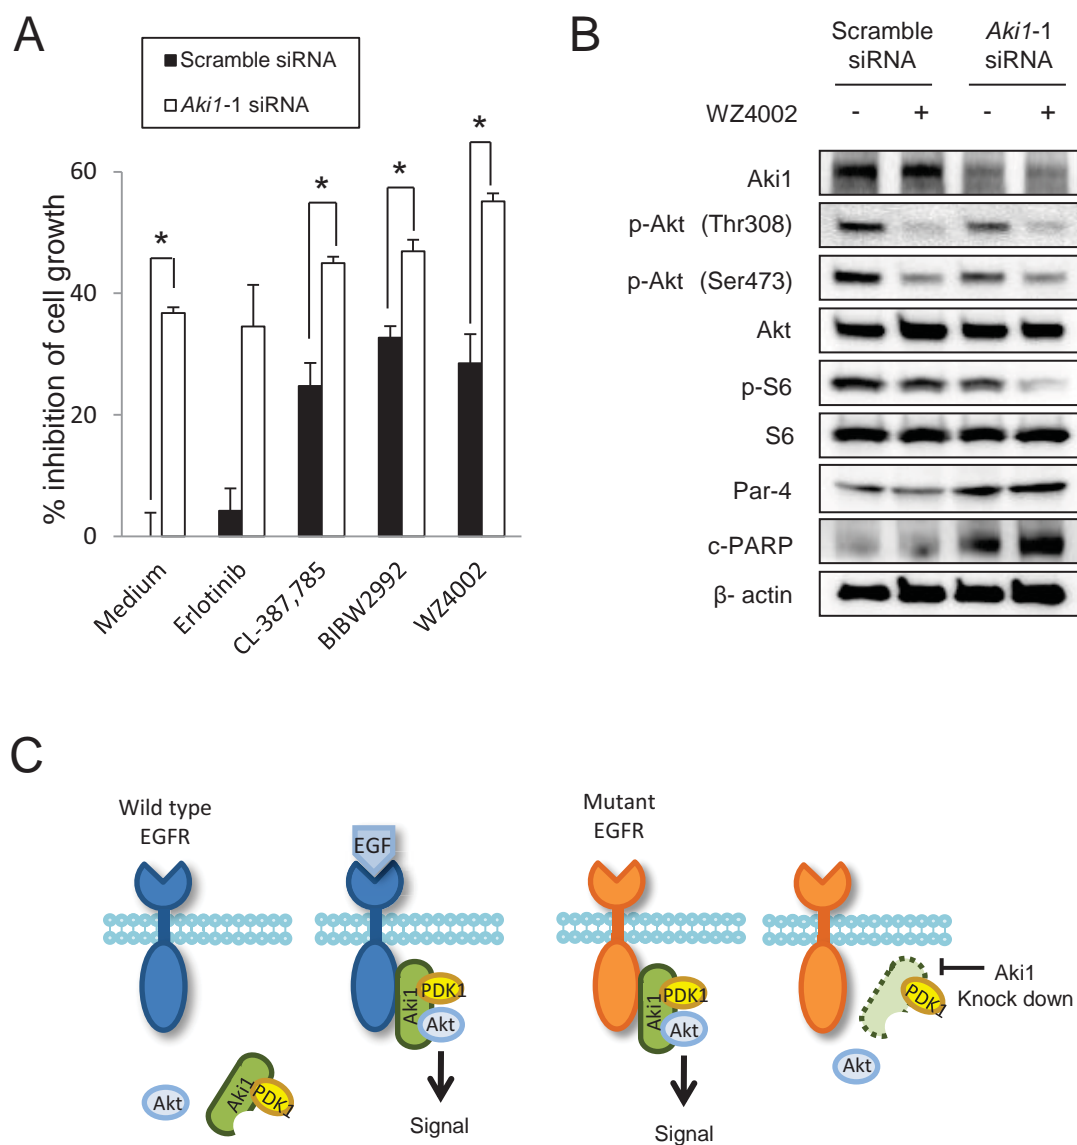 A
Scramble siRNA
Aki1-1 siRNA
% inhibition of cell growth
60
40
20
0
*
*
*
*
Medium
Erlotinib
CL-387,785
BIBW2992
WZ4002
B
Scramble siRNA
Aki1-1 siRNA
WZ4002 - + - +
Aki1
p-Akt (Thr308)
p-Akt (Ser473)
Akt
p-S6
S6
Par-4
c-PARP
β- actin
C
Wild type
EGFR
Akt
Aki1
PDK1
EGF
Aki1
PDK1
Akt
Signal
Mutant
EGFR
Aki1
PDK1
Akt
Signal
PDK1
Akt
Aki1
Knock down